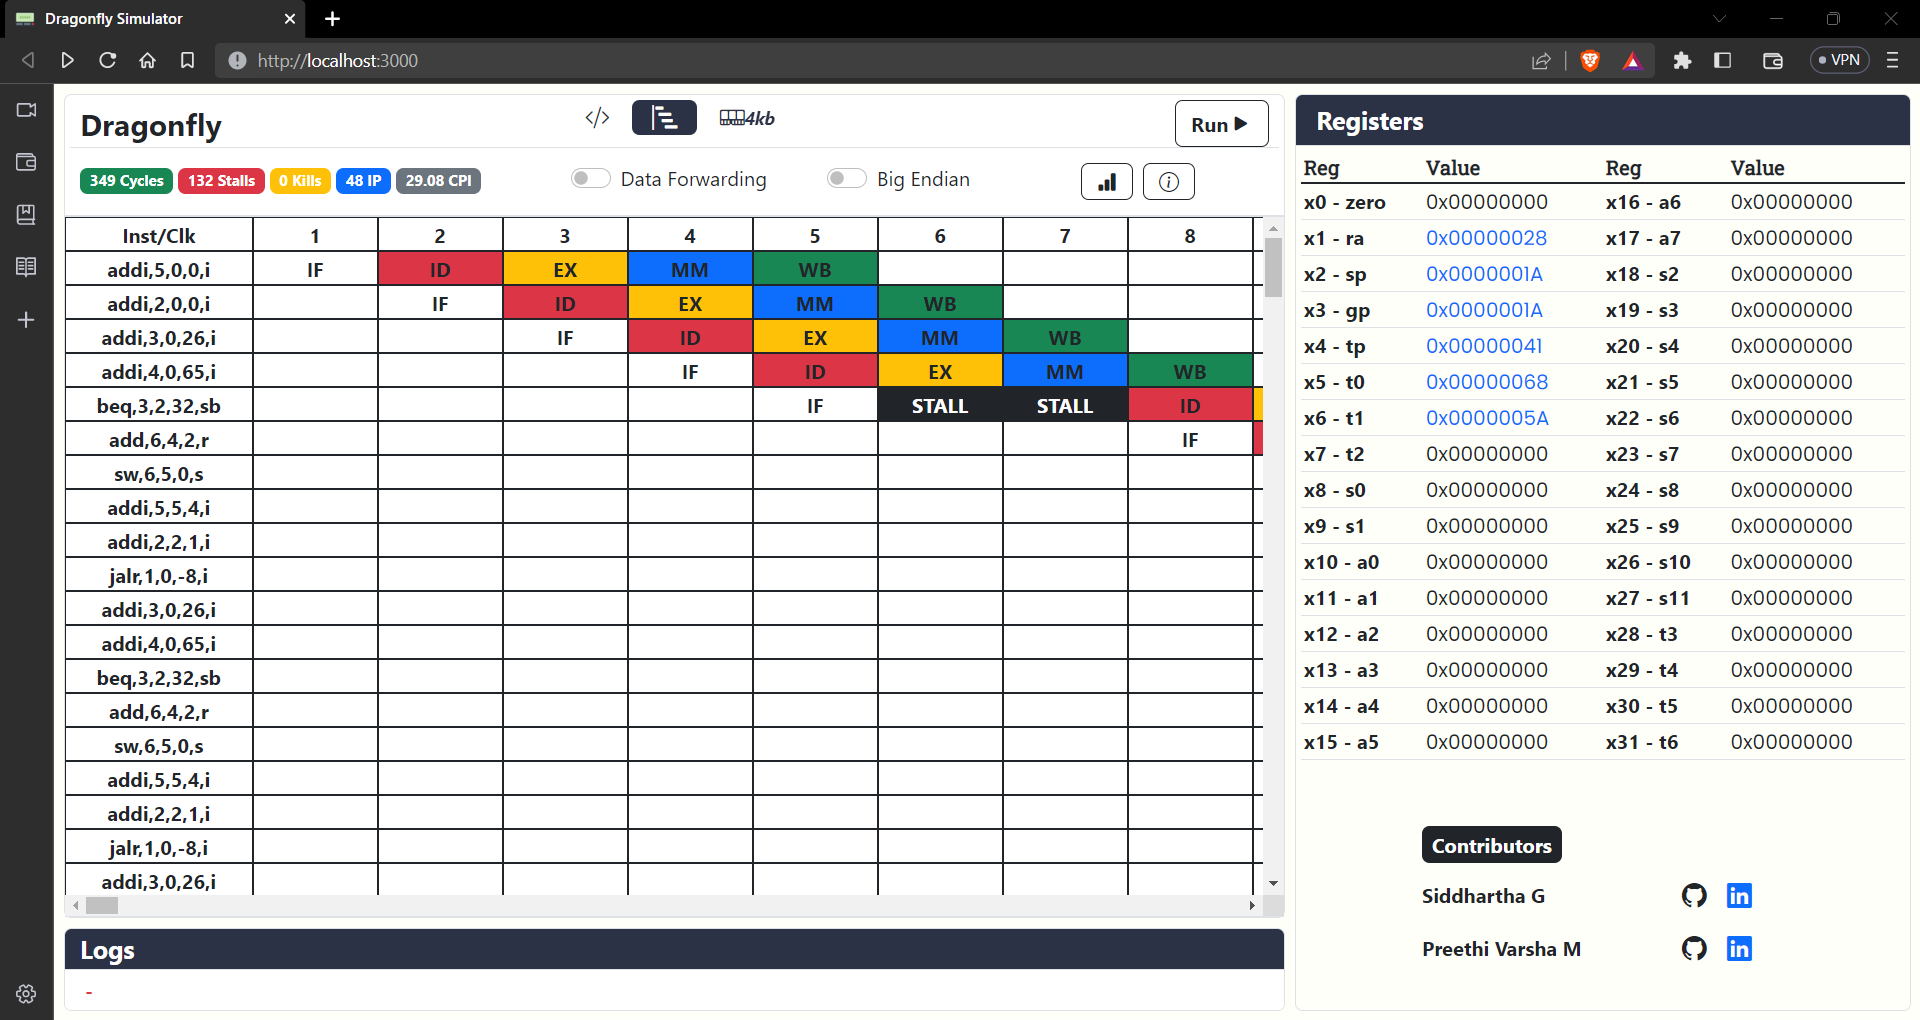 Dragonfly Simulator
http://localhost:3000
VPN
Dragonfly
</>
4kb
Run
349 Cycles 132 Stalls 0 Kills 48 IP 29.08 CPI
Data Forwarding
Big Endian
Inst/Clk 1 2 3 4 5 6 7 8
addi,5,0,0,i IF ID EX MM WB
addi,2,0,0,i IF ID EX MM WB
addi,3,0,26,i IF ID EX MM WB
addi,4,0,65,i IF ID EX MM WB
beq,3,2,32,sb IF STALL STALL ID
add,6,4,2,r IF
sw,6,5,0,s
addi,5,5,4,i
addi,2,2,1,i
jalr,1,0,-8,i
addi,3,0,26,i
addi,4,0,65,i
beq,3,2,32,sb
add,6,4,2,r
sw,6,5,0,s
addi,5,5,4,i
addi,2,2,1,i
jalr,1,0,-8,i
addi,3,0,26,i
Logs
-
Registers
Reg Value Reg Value
x0 - zero 0x00000000 x16 - a6 0x00000000
x1 - ra 0x00000028 x17 - a7 0x00000000
x2 - sp 0x0000001A x18 - s2 0x00000000
x3 - gp 0x0000001A x19 - s3 0x00000000
x4 - tp 0x00000041 x20 - s4 0x00000000
x5 - t0 0x00000068 x21 - s5 0x00000000
x6 - t1 0x0000005A x22 - s6 0x00000000
x7 - t2 0x00000000 x23 - s7 0x00000000
x8 - s0 0x00000000 x24 - s8 0x00000000
x9 - s1 0x00000000 x25 - s9 0x00000000
x10 - a0 0x00000000 x26 - s10 0x00000000
x11 - a1 0x00000000 x27 - s11 0x00000000
x12 - a2 0x00000000 x28 - t3 0x00000000
x13 - a3 0x00000000 x29 - t4 0x00000000
x14 - a4 0x00000000 x30 - t5 0x00000000
x15 - a5 0x00000000 x31 - t6 0x00000000
Contributors
Siddhartha G
in
Preethi Varsha M
in